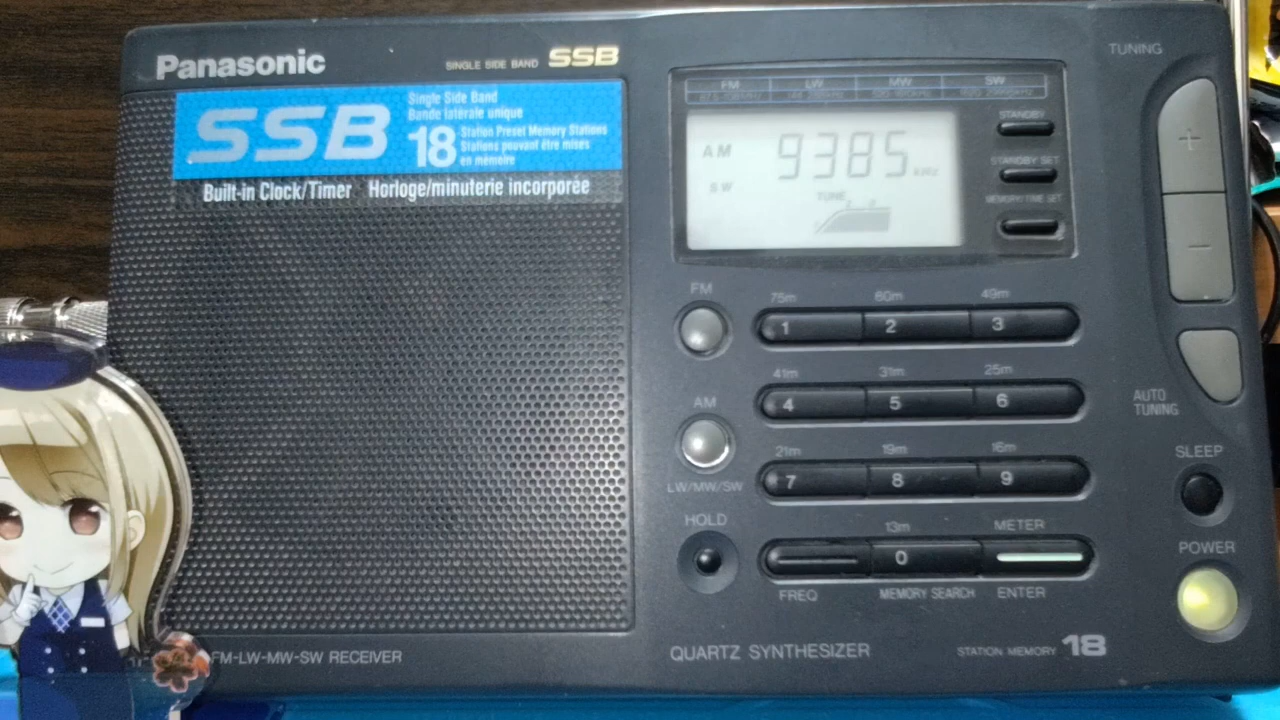 Panasonic
SINGLE SIDE BAND SSB
SSB
Single Side Band
Bande latérale unique
18
Station Preset Memory Stations
Stations pouvant être mises
en mémoire
Built-in Clock/Timer Horloge/minuterie incorporée
FM LW MW SW
AM
SW
9385 kHz
TUNE
STANDBY
STANDBY SET
MEMORY/TIME SET
TUNING
FM
75m 60m 49m
1 2 3
41m 31m 25m
4 5 6
AM
LW/MW/SW
21m 19m 16m
7 8 9
HOLD
13m METER
0
FREQ MEMORY SEARCH ENTER
AUTO
TUNING
SLEEP
POWER
FM-LW-MW-SW RECEIVER
QUARTZ SYNTHESIZER
STATION MEMORY 18